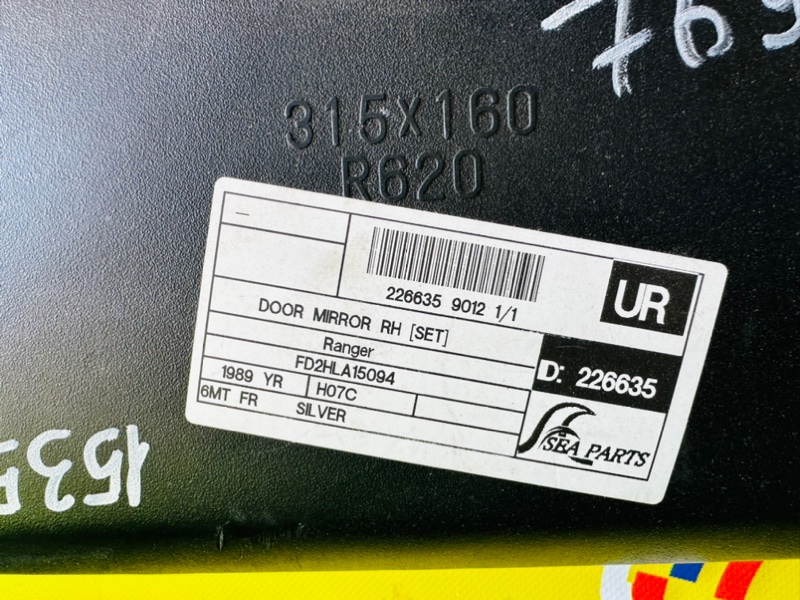 769
315X160
R620
–
226635 9012 1/1
UR
DOOR MIRROR RH [SET]
Ranger
FD2HLA15094
D: 226635
1989 YR H07C
6MT FR SILVER
SEA PARTS
1535